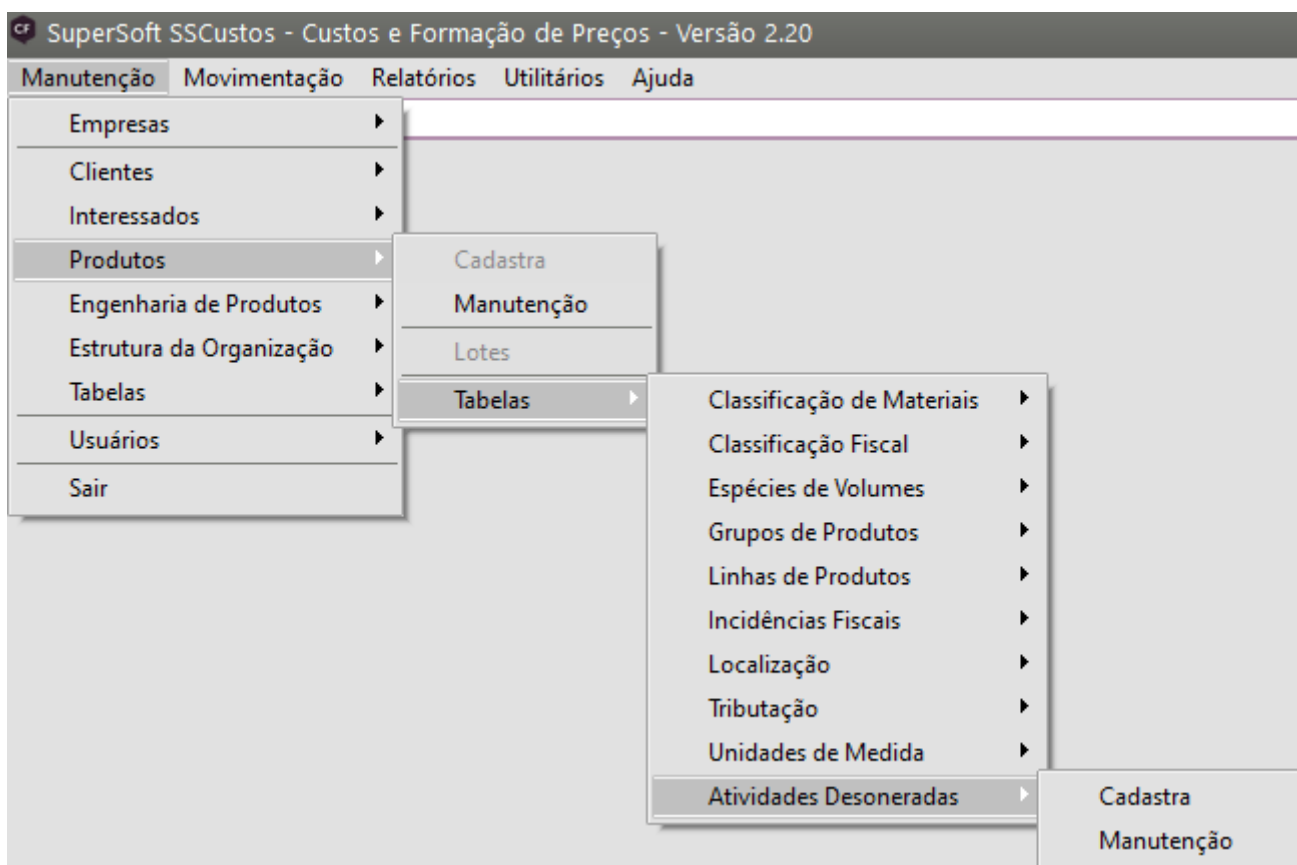 CF SuperSoft SSCustos - Custos e Formação de Preços - Versão 2.20
Manutenção Movimentação Relatórios Utilitários Ajuda
Empresas
Clientes
Interessados
Produtos
Engenharia de Produtos
Estrutura da Organização
Tabelas
Usuários
Sair
Cadastra
Manutenção
Lotes
Tabelas
Classificação de Materiais
Classificação Fiscal
Espécies de Volumes
Grupos de Produtos
Linhas de Produtos
Incidências Fiscais
Localização
Tributação
Unidades de Medida
Atividades Desoneradas
Cadastra
Manutenção